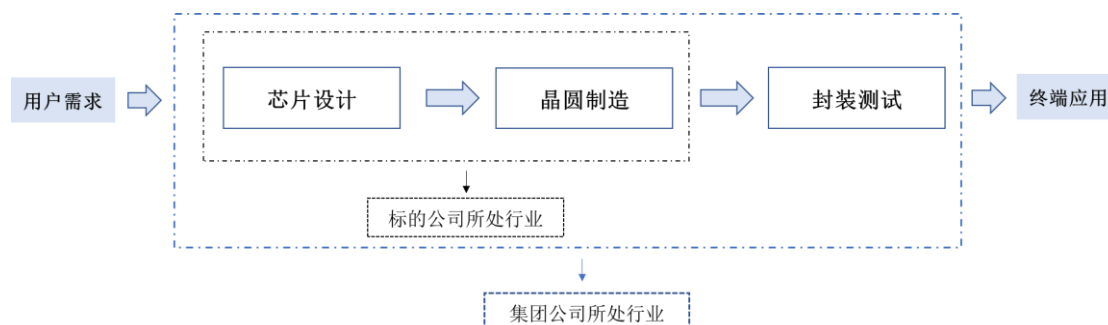 用户需求
芯片设计
晶圆制造
封装测试
终端应用
标的公司所处行业
集团公司所处行业